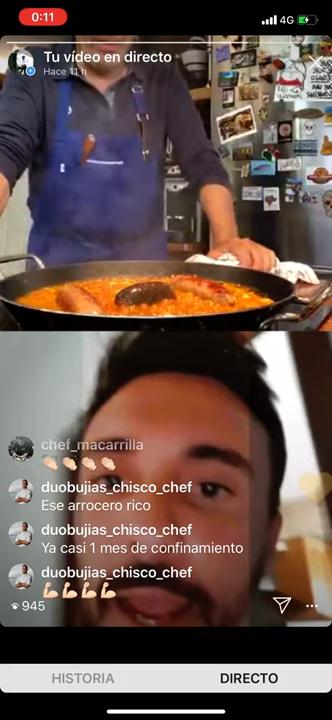 0:11
4G
Tu vídeo en directo
Hace 11 h
chef_macarrilla
👏🏻👏🏻👏🏻👏🏻
duobujias_chisco_chef
Ese arrocero rico
duobujias_chisco_chef
Ya casi 1 mes de confinamiento
duobujias_chisco_chef
💪🏼💪🏼💪🏼💪🏼
945
HISTORIA
DIRECTO